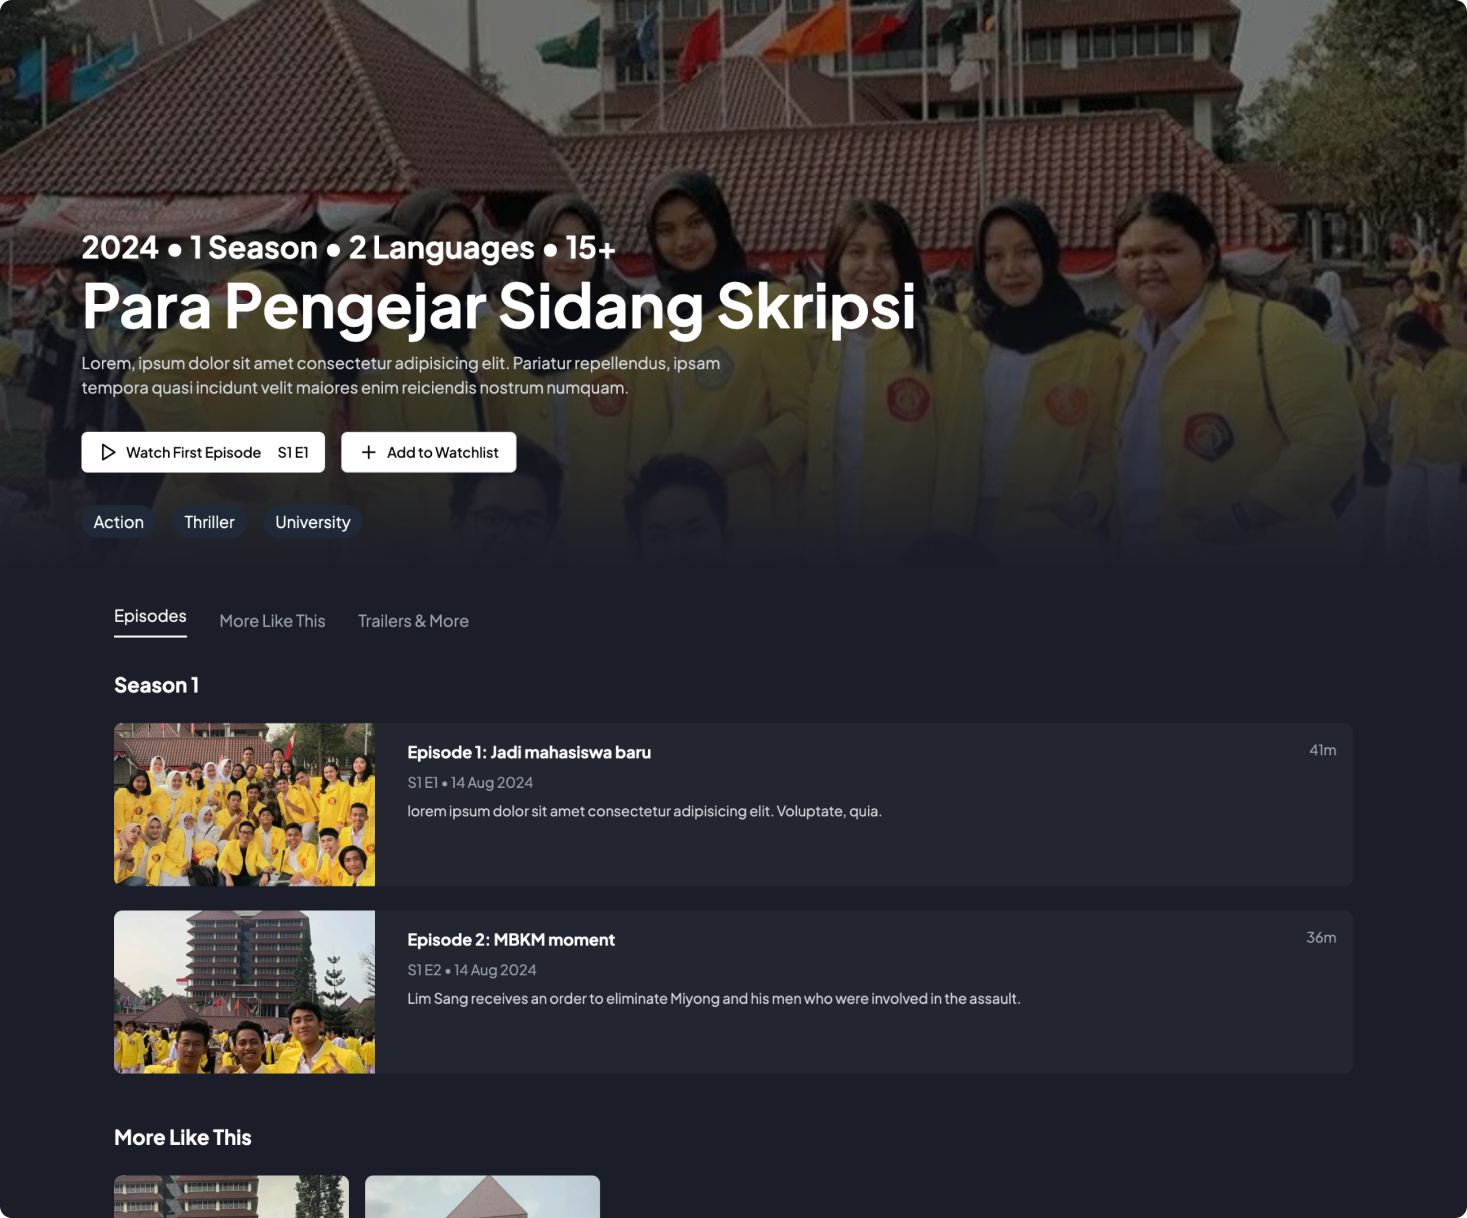 2024 • 1 Season • 2 Languages • 15+
Para Pengejar Sidang Skripsi
Lorem, ipsum dolor sit amet consectetur adipisicing elit. Pariatur repellendus, ipsam
tempora quasi incidunt velit maiores enim reiciendis nostrum numquam.
Watch First Episode S1 E1
Add to Watchlist
Action
Thriller
University
Episodes
More Like This
Trailers & More
Season 1
Episode 1: Jadi mahasiswa baru
41m
S1 E1 • 14 Aug 2024
lorem ipsum dolor sit amet consectetur adipisicing elit. Voluptate, quia.
Episode 2: MBKM moment
36m
S1 E2 • 14 Aug 2024
Lim Sang receives an order to eliminate Miyong and his men who were involved in the assault.
More Like This